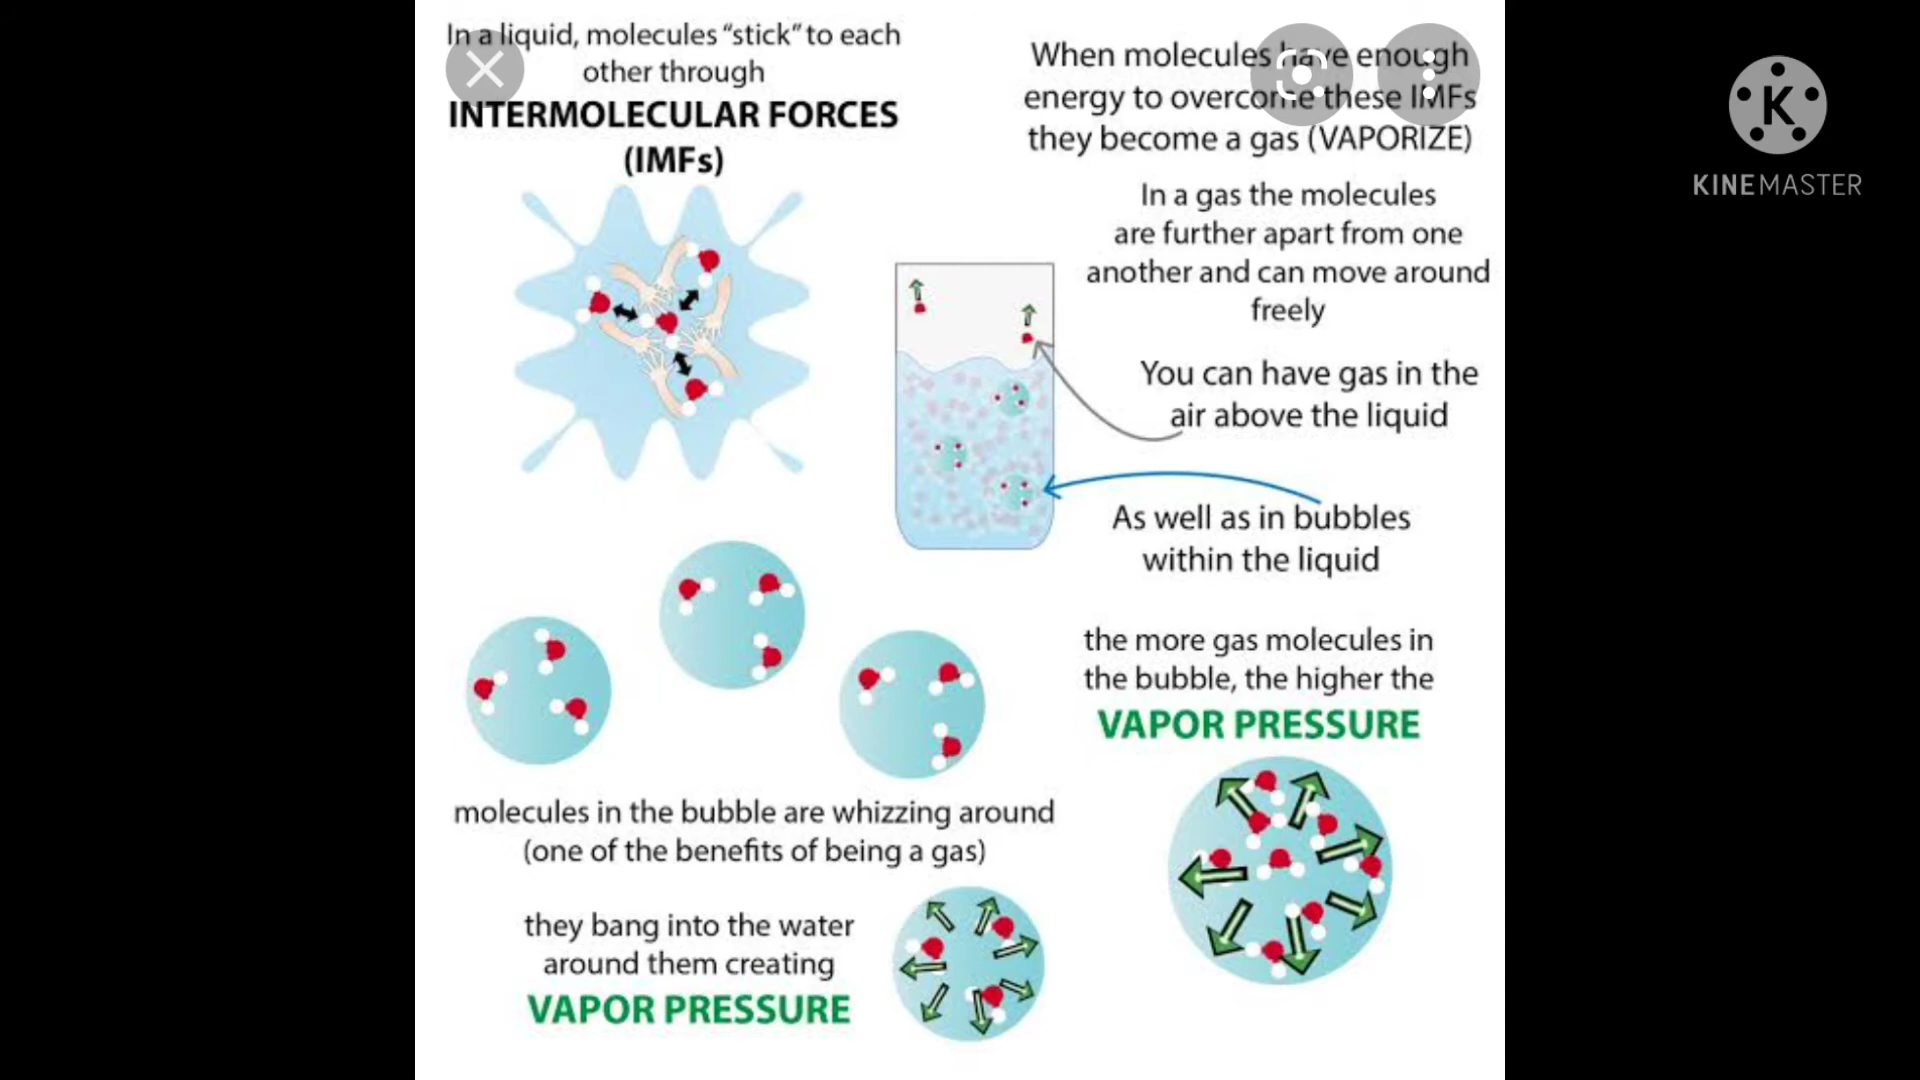 In a liquid, molecules “stick” to each
other through
INTERMOLECULAR FORCES
(IMFs)
When molecules have enough
energy to overcome these IMFs
they become a gas (VAPORIZE)
In a gas the molecules
are further apart from one
another and can move around
freely
You can have gas in the
air above the liquid
As well as in bubbles
within the liquid
the more gas molecules in
the bubble, the higher the
VAPOR PRESSURE
molecules in the bubble are whizzing around
(one of the benefits of being a gas)
they bang into the water
around them creating
VAPOR PRESSURE
K
KINEMASTER